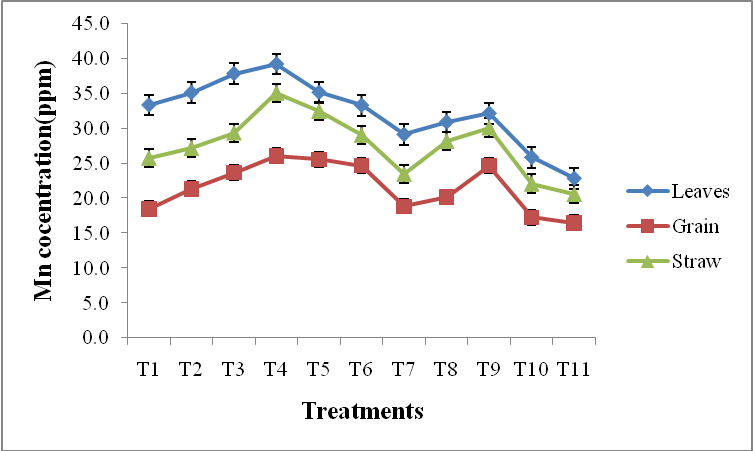 45.0
40.0
35.0
30.0
25.0
20.0
15.0
10.0
5.0
0.0
Mn cocentration(ppm)
T1 T2 T3 T4 T5 T6 T7 T8 T9 T10 T11
Treatments
Leaves
Grain
Straw